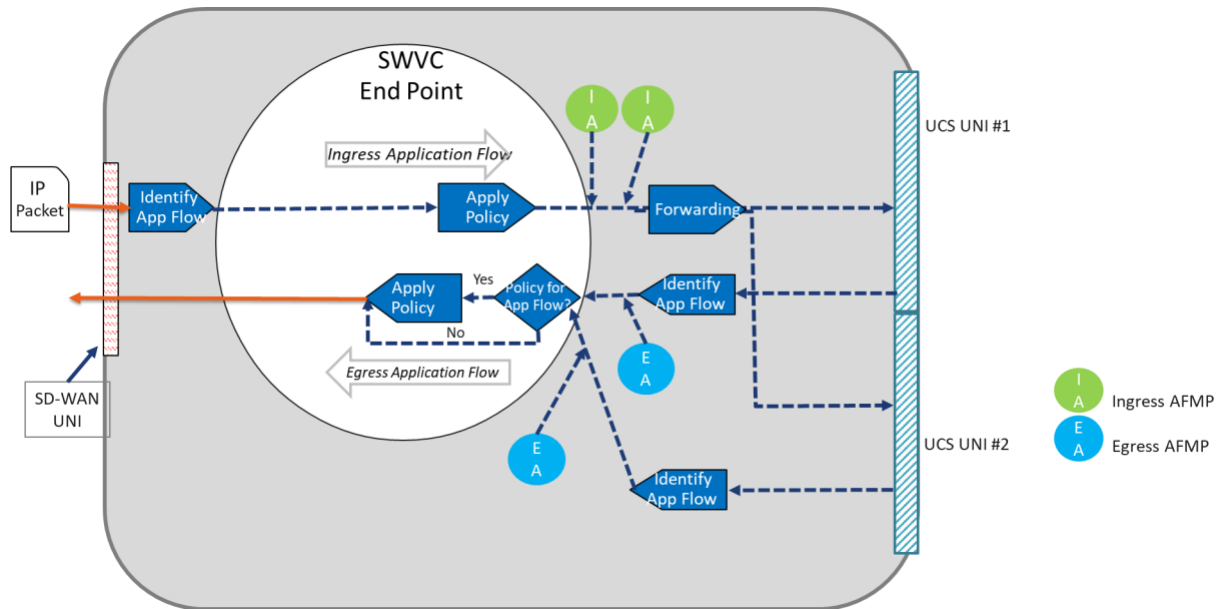 SWVC
End Point
I
A
I
A
UCS UNI #1
Ingress Application Flow
IP
Packet
Identify
App Flow
Apply
Policy
Forwarding
Apply
Policy
Yes
Policy for
App Flow?
Identify
App Flow
No
Egress Application Flow
E
A
SD-WAN
UNI
E
A
UCS UNI #2
Identify
App Flow
I
A
Ingress AFMP
E
A
Egress AFMP